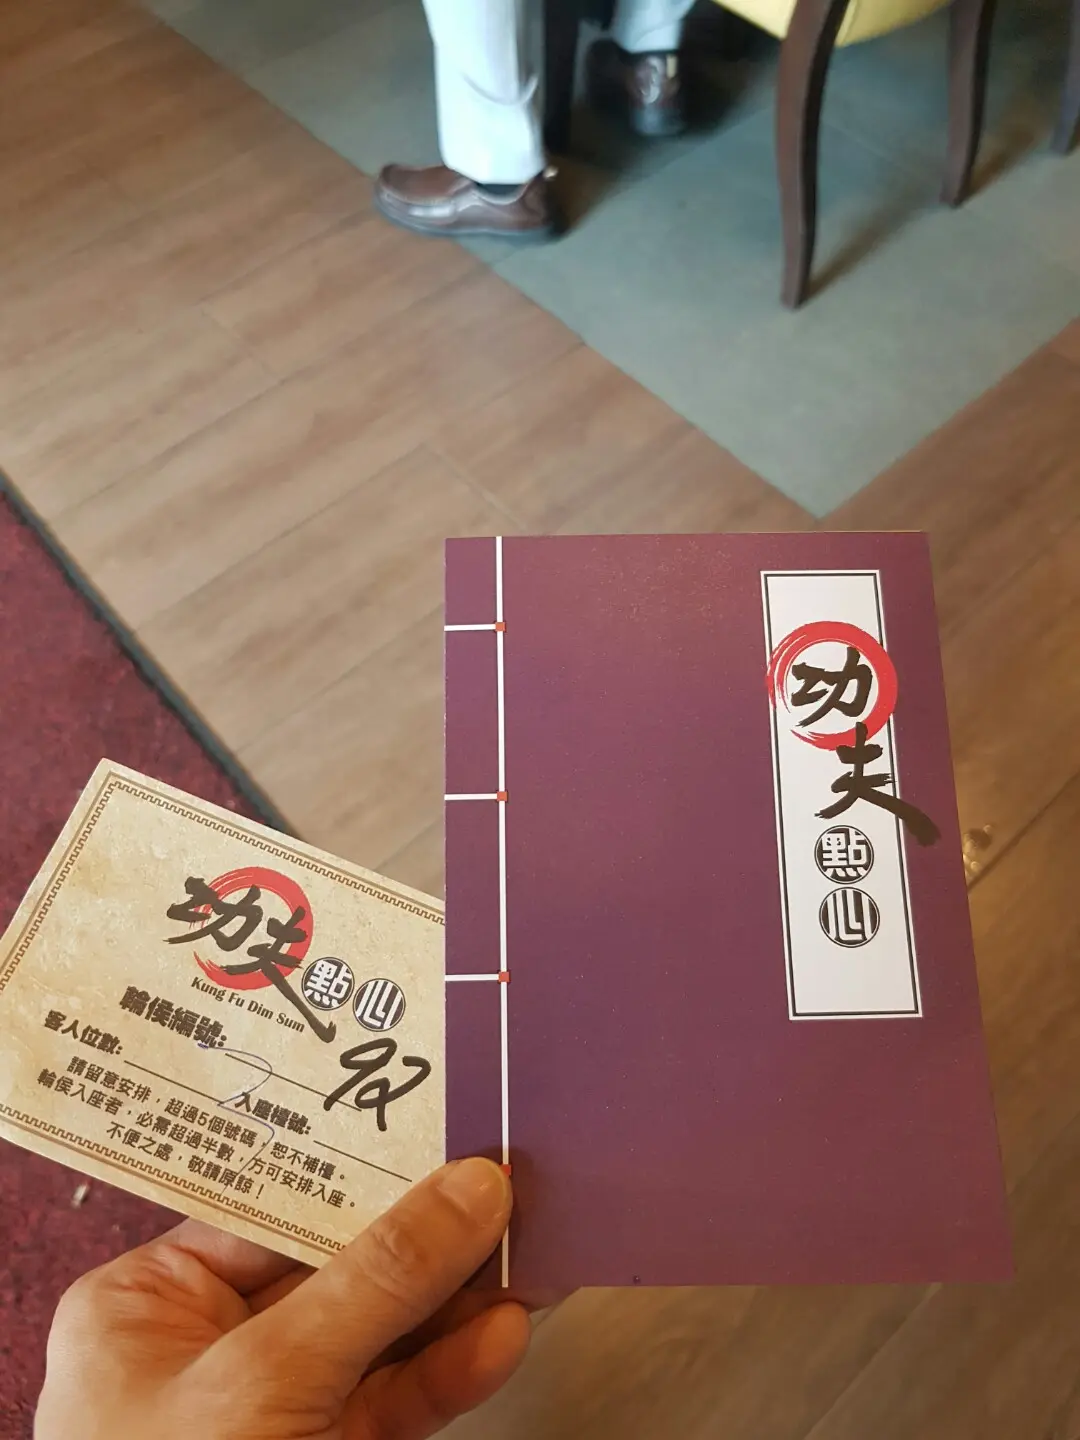 功夫點心
Kung Fu Dim Sum
輪侯編號:
客人位數: 入座檯號:
請留意安排，超過5個號碼，恕不補檯。
輪侯入座者，必需超過半數，方可安排入座。
不便之處，敬請原諒！
功夫
點
心